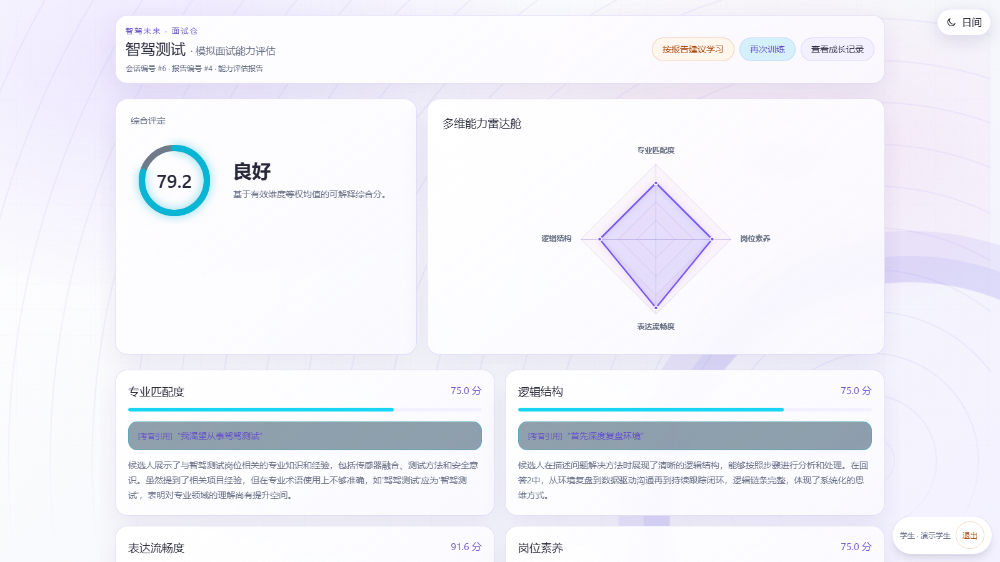 智驾未来 · 面试仓
智驾测试 · 模拟面试能力评估
会话编号 #6 · 报告编号 #4 · 能力评估报告
按报告建议学习
再次训练
查看成长记录
日间
综合评定
79.2
良好
基于有效维度等权均值的可解释综合分。
多维能力雷达舱
专业匹配度
逻辑结构
岗位素养
表达流畅度
专业匹配度
75.0 分
[考官引用] “我渴望从事驾驾测试”
候选人展示了与智驾测试岗位相关的专业知识和经验，包括传感器融合、测试方法和安全意
识。虽然提到了相关项目经验，但在专业术语使用上不够准确，如'驾驾测试'应为'智驾测
试'，表明对专业领域的理解尚有提升空间。
逻辑结构
75.0 分
[考官引用] “首先深度复盘环境”
候选人在描述问题解决方法时展现了清晰的逻辑结构，能够按照步骤进行分析和处理。在回
答2中，从环境复盘到数据驱动沟通再到持续跟踪闭环，逻辑链条完整，体现了系统化的思
维方式。
表达流畅度
91.6 分
岗位素养
75.0 分
学生 · 演示学生
退出